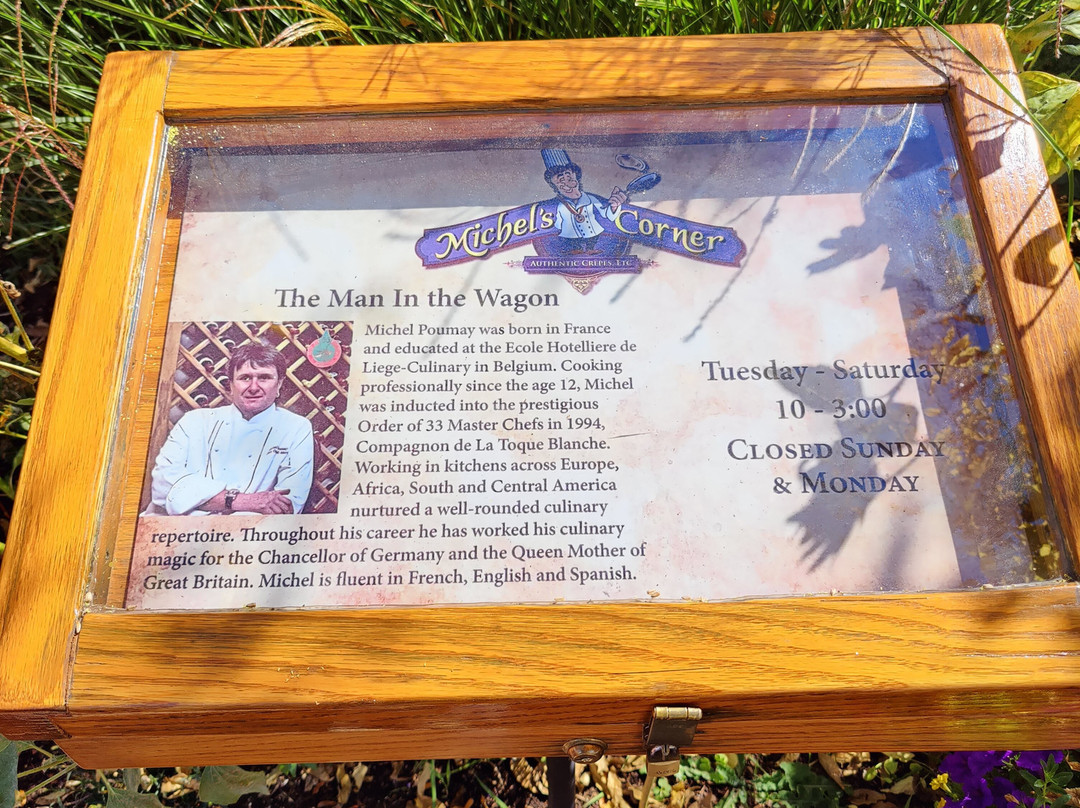 Michel's Corner
AUTHENTIC CREPES, LTC
The Man In the Wagon
Michel Poumay was born in France
and educated at the Ecole Hotelliere de
Liege-Culinary in Belgium. Cooking
professionally since the age 12, Michel
was inducted into the prestigious
Order of 33 Master Chefs in 1994,
Compagnon de La Toque Blanche.
Working in kitchens across Europe,
Africa, South and Central America
nurtured a well-rounded culinary
repertoire. Throughout his career he has worked his culinary
magic for the Chancellor of Germany and the Queen Mother of
Great Britain. Michel is fluent in French, English and Spanish.
Tuesday - Saturday
10 - 3:00
CLOSED SUNDAY
& MONDAY